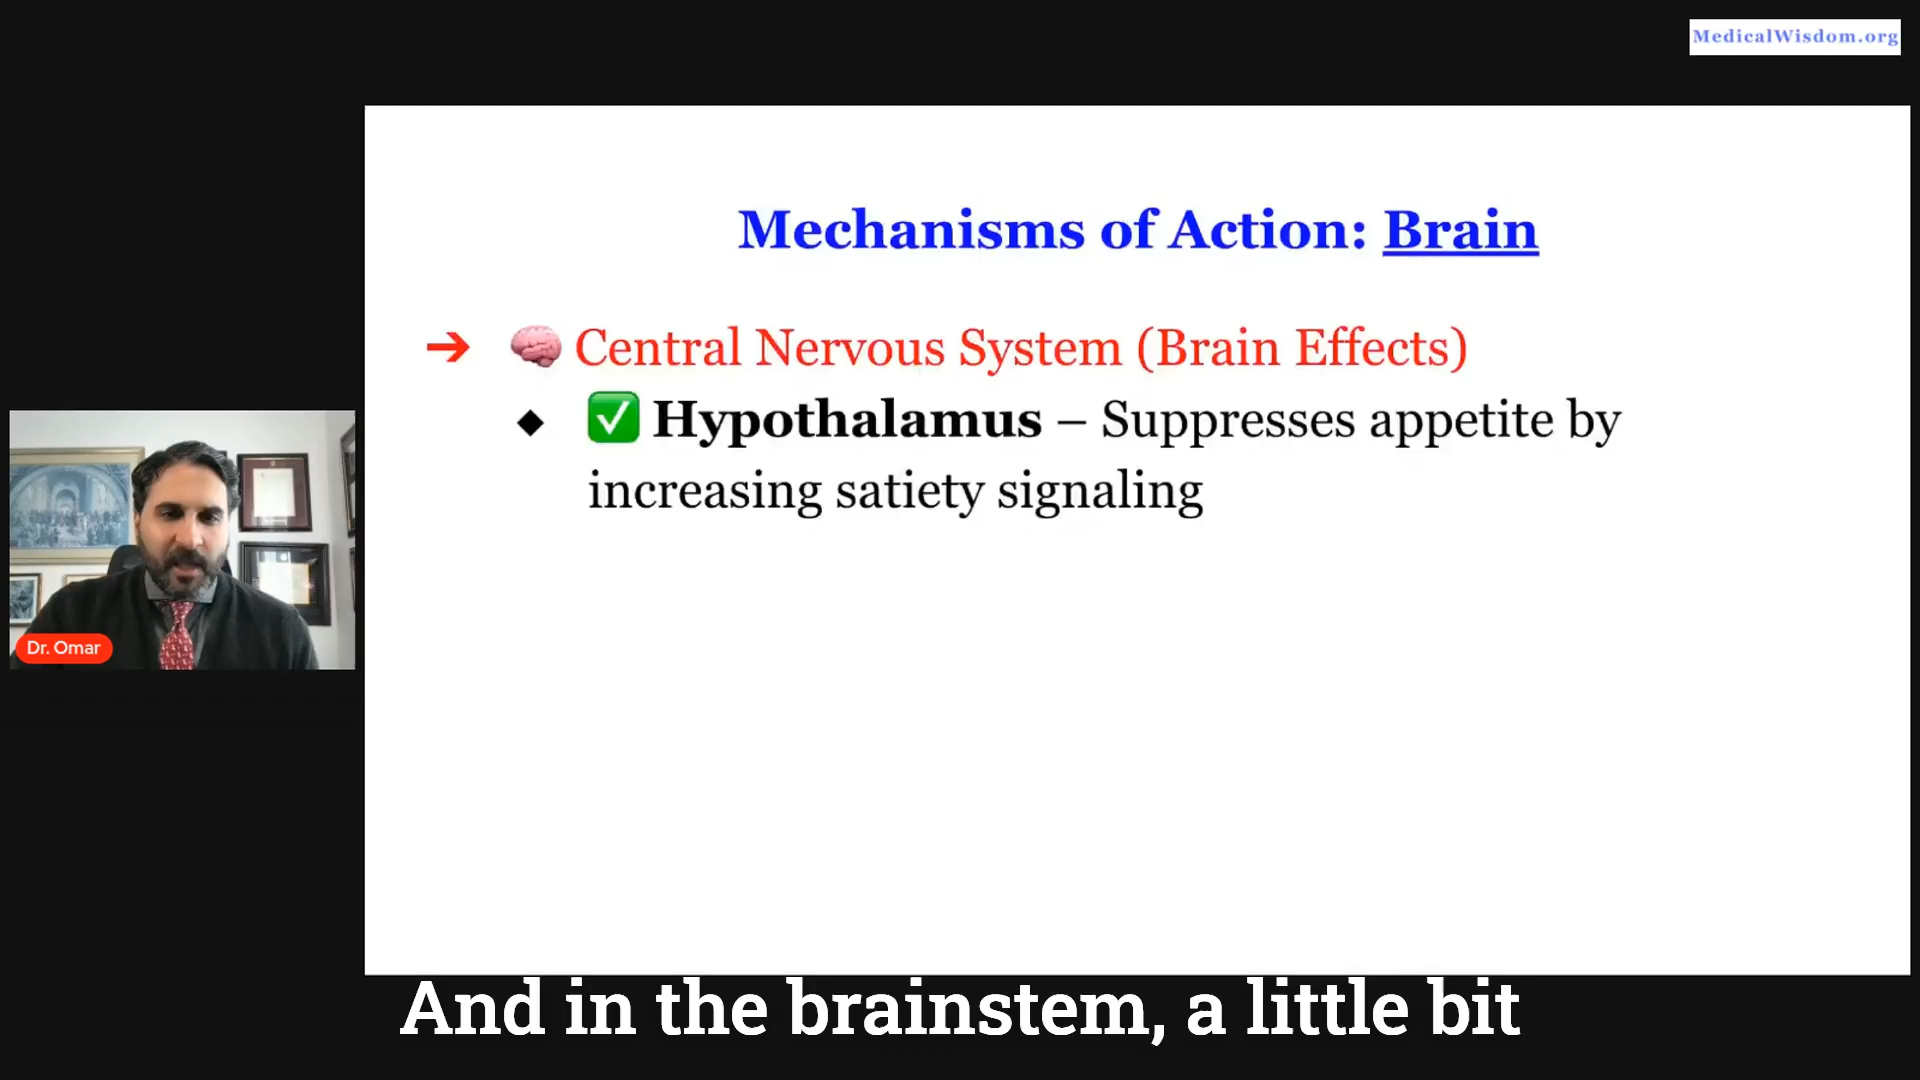 MedicalWisdom.org
Mechanisms of Action: Brain
➔ 🧠 Central Nervous System (Brain Effects)
◆ ✅ Hypothalamus – Suppresses appetite by
increasing satiety signaling
Dr. Omar
And in the brainstem, a little bit